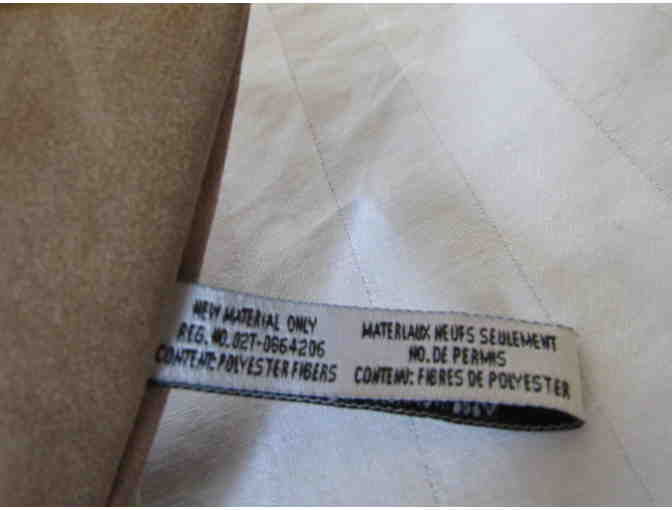 NEW MATERIAL ONLY
REG. NO. 02T-0664206
CONTENT: POLYESTER FIBERS
MATERIAUX NEUFS SEULEMENT
NO. DE PERMIS
CONTENU: FIBRES DE POLYESTER